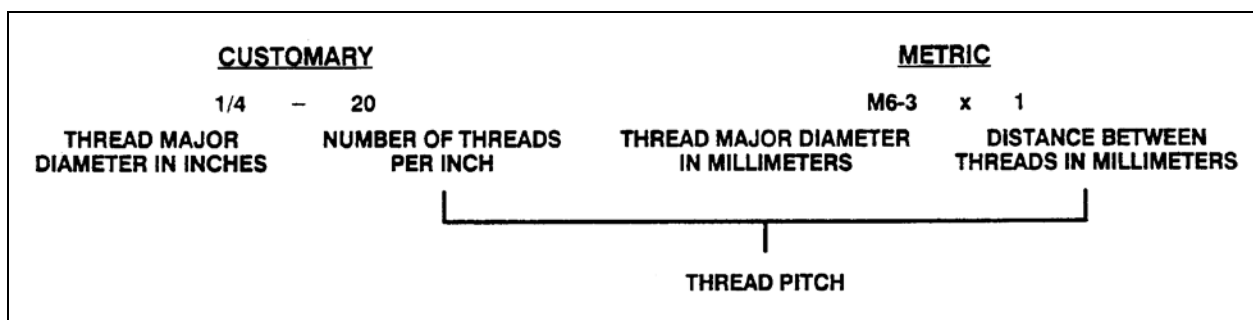 CUSTOMARY
1/4 – 20
THREAD MAJOR
DIAMETER IN INCHES
NUMBER OF THREADS
PER INCH
METRIC
M6-3 x 1
THREAD MAJOR DIAMETER
IN MILLIMETERS
DISTANCE BETWEEN
THREADS IN MILLIMETERS
THREAD PITCH